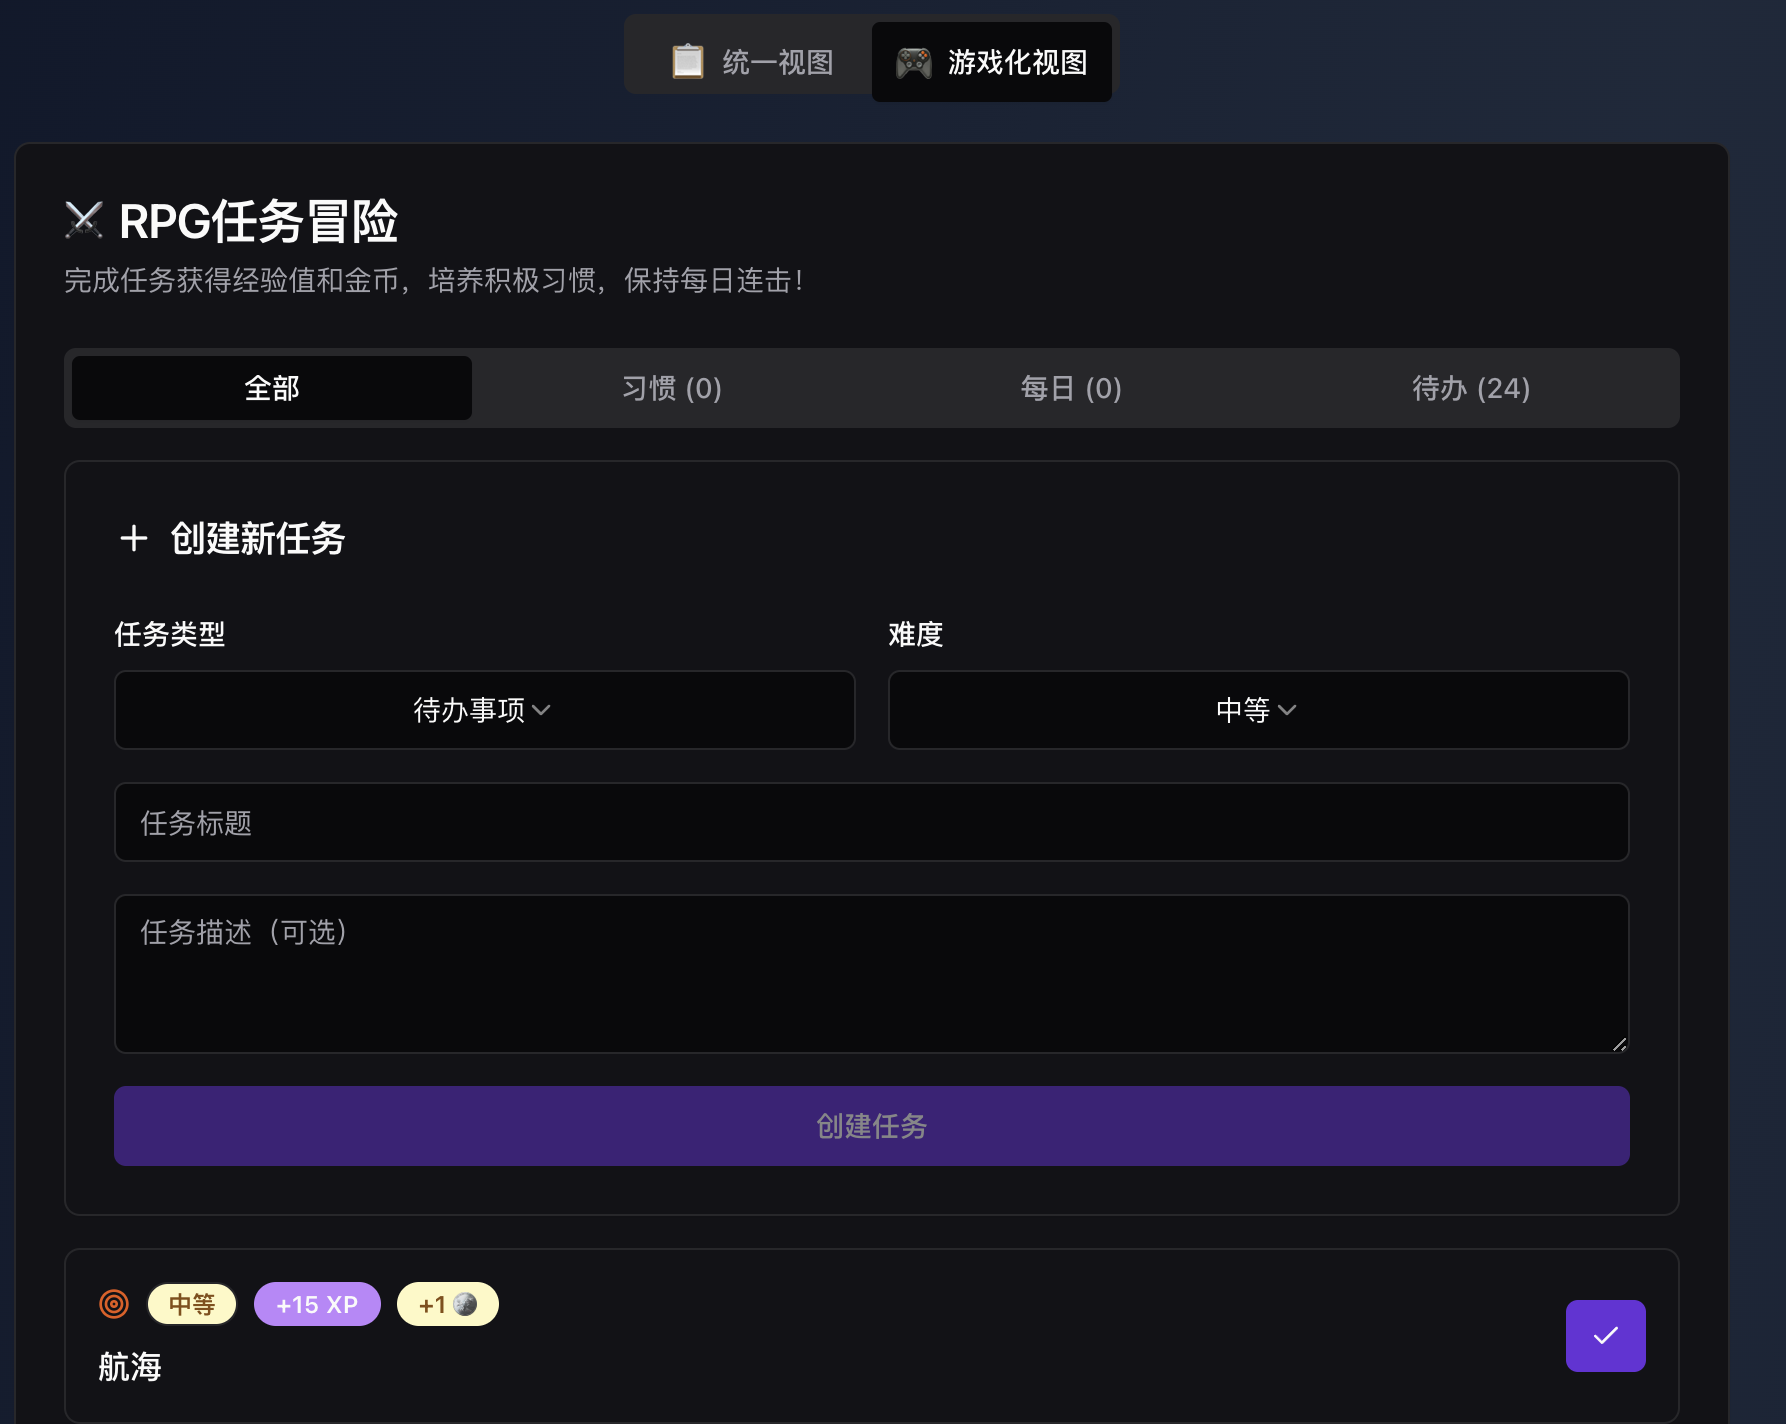 统一视图
游戏化视图
RPG任务冒险
完成任务获得经验值和金币，培养积极习惯，保持每日连击！
全部
习惯 (0)
每日 (0)
待办 (24)
创建新任务
任务类型
难度
待办事项
中等
任务标题
任务描述（可选）
创建任务
中等
+15 XP
+1
航海